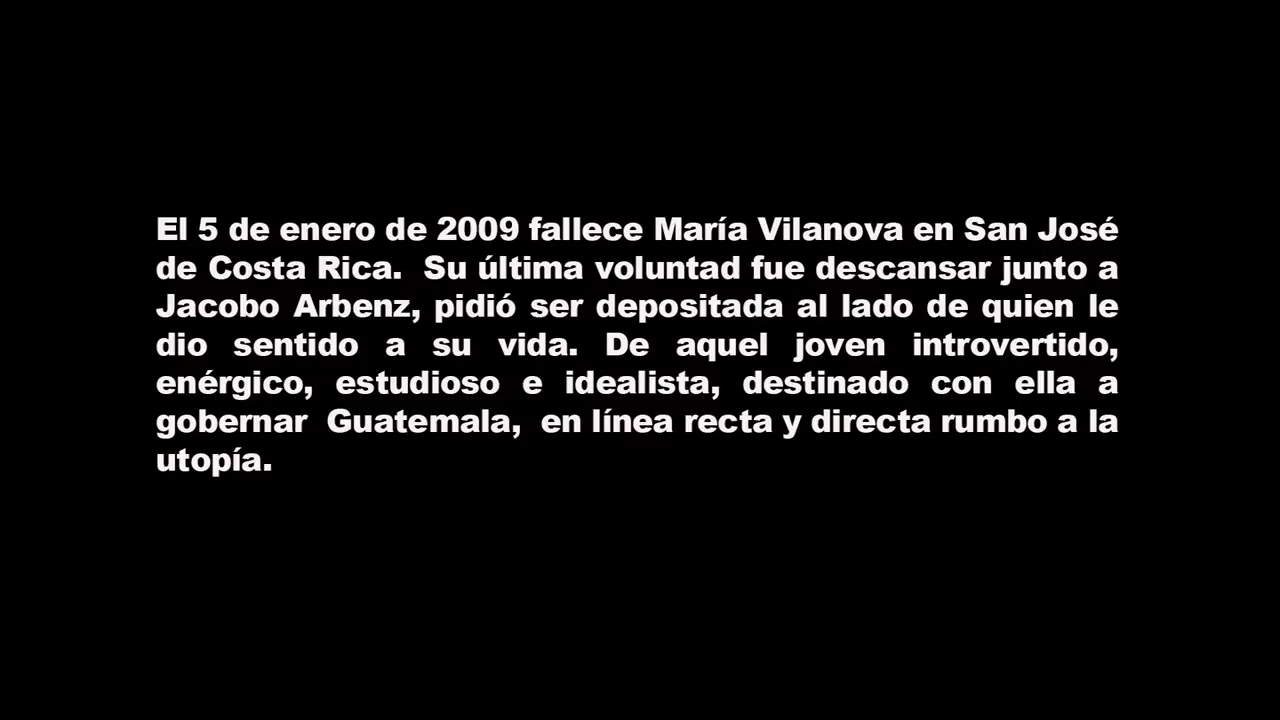 El 5 de enero de 2009 fallece María Vilanova en San José
de Costa Rica.  Su última voluntad fue descansar junto a
Jacobo Arbenz, pidió ser depositada al lado de quien le
dio sentido a su vida. De aquel joven introvertido,
enérgico, estudioso e idealista, destinado con ella a
gobernar  Guatemala,  en línea recta y directa rumbo a la
utopía.